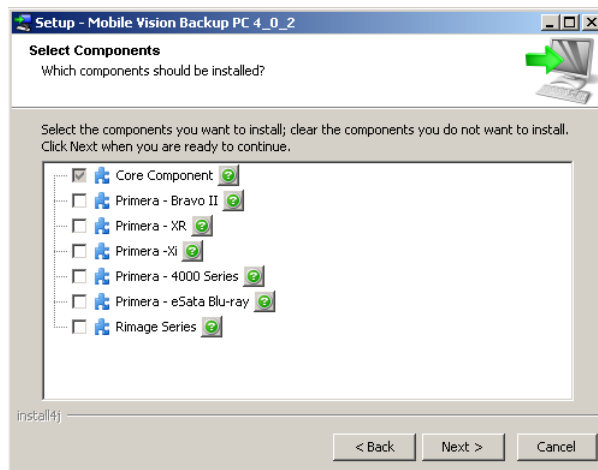 Setup - Mobile Vision Backup PC 4_0_2
Select Components
Which components should be installed?
Select the components you want to install; clear the components you do not want to install.
Click Next when you are ready to continue.
Core Component
Primera - Bravo II
Primera - XR
Primera -Xi
Primera - 4000 Series
Primera - eSata Blu-ray
Rimage Series
install4j
< Back Next > Cancel